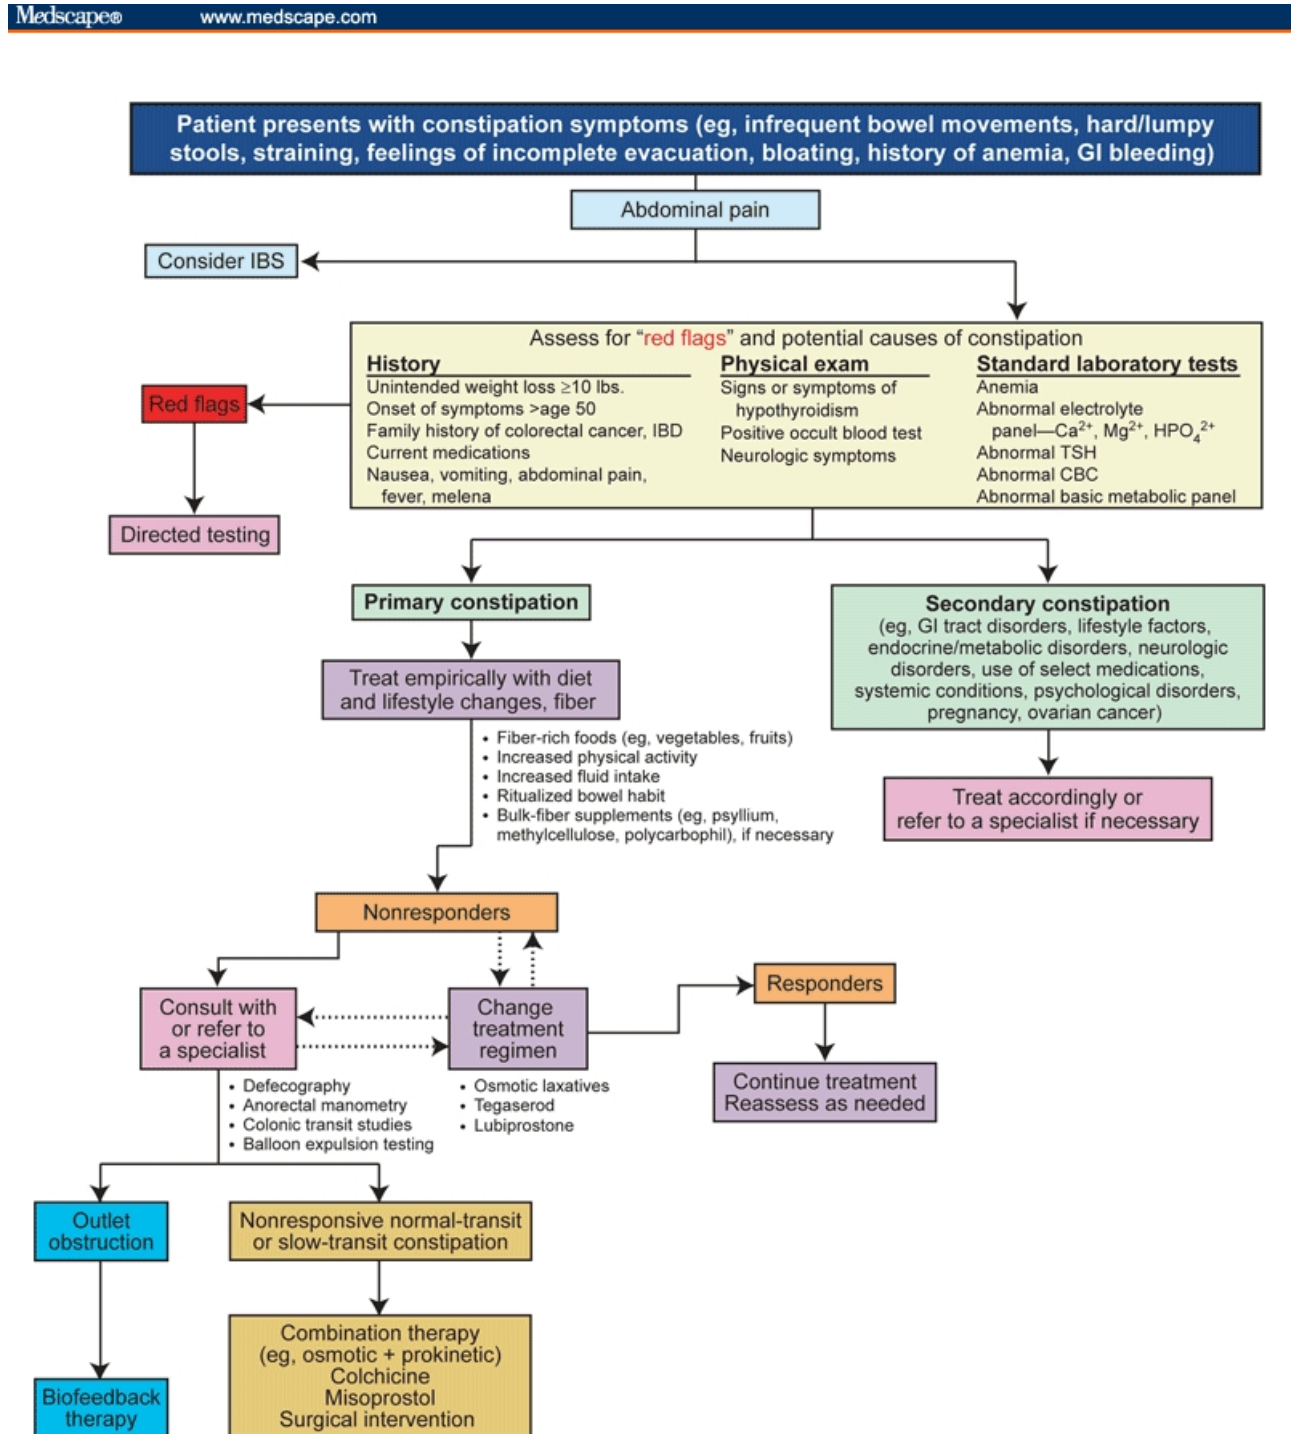 Medscape® www.medscape.com
Patient presents with constipation symptoms (eg, infrequent bowel movements, hard/lumpy
stools, straining, feelings of incomplete evacuation, bloating, history of anemia, GI bleeding)
Abdominal pain
Consider IBS
Assess for “red flags” and potential causes of constipation
History
Unintended weight loss ≥10 lbs.
Onset of symptoms >age 50
Family history of colorectal cancer, IBD
Current medications
Nausea, vomiting, abdominal pain,
fever, melena
Physical exam
Signs or symptoms of
hypothyroidism
Positive occult blood test
Neurologic symptoms
Standard laboratory tests
Anemia
Abnormal electrolyte
panel—Ca²⁺, Mg²⁺, HPO₄²⁺
Abnormal TSH
Abnormal CBC
Abnormal basic metabolic panel
Red flags
Directed testing
Primary constipation
Treat empirically with diet
and lifestyle changes, fiber
• Fiber-rich foods (eg, vegetables, fruits)
• Increased physical activity
• Increased fluid intake
• Ritualized bowel habit
• Bulk-fiber supplements (eg, psyllium,
methylcellulose, polycarbophil), if necessary
Secondary constipation
(eg, GI tract disorders, lifestyle factors,
endocrine/metabolic disorders, neurologic
disorders, use of select medications,
systemic conditions, psychological disorders,
pregnancy, ovarian cancer)
Treat accordingly or
refer to a specialist if necessary
Nonresponders
Consult with
or refer to
a specialist
• Defecography
• Anorectal manometry
• Colonic transit studies
• Balloon expulsion testing
Change
treatment
regimen
• Osmotic laxatives
• Tegaserod
• Lubiprostone
Responders
Continue treatment
Reassess as needed
Outlet
obstruction
Biofeedback
therapy
Nonresponsive normal-transit
or slow-transit constipation
Combination therapy
(eg, osmotic + prokinetic)
Colchicine
Misoprostol
Surgical intervention